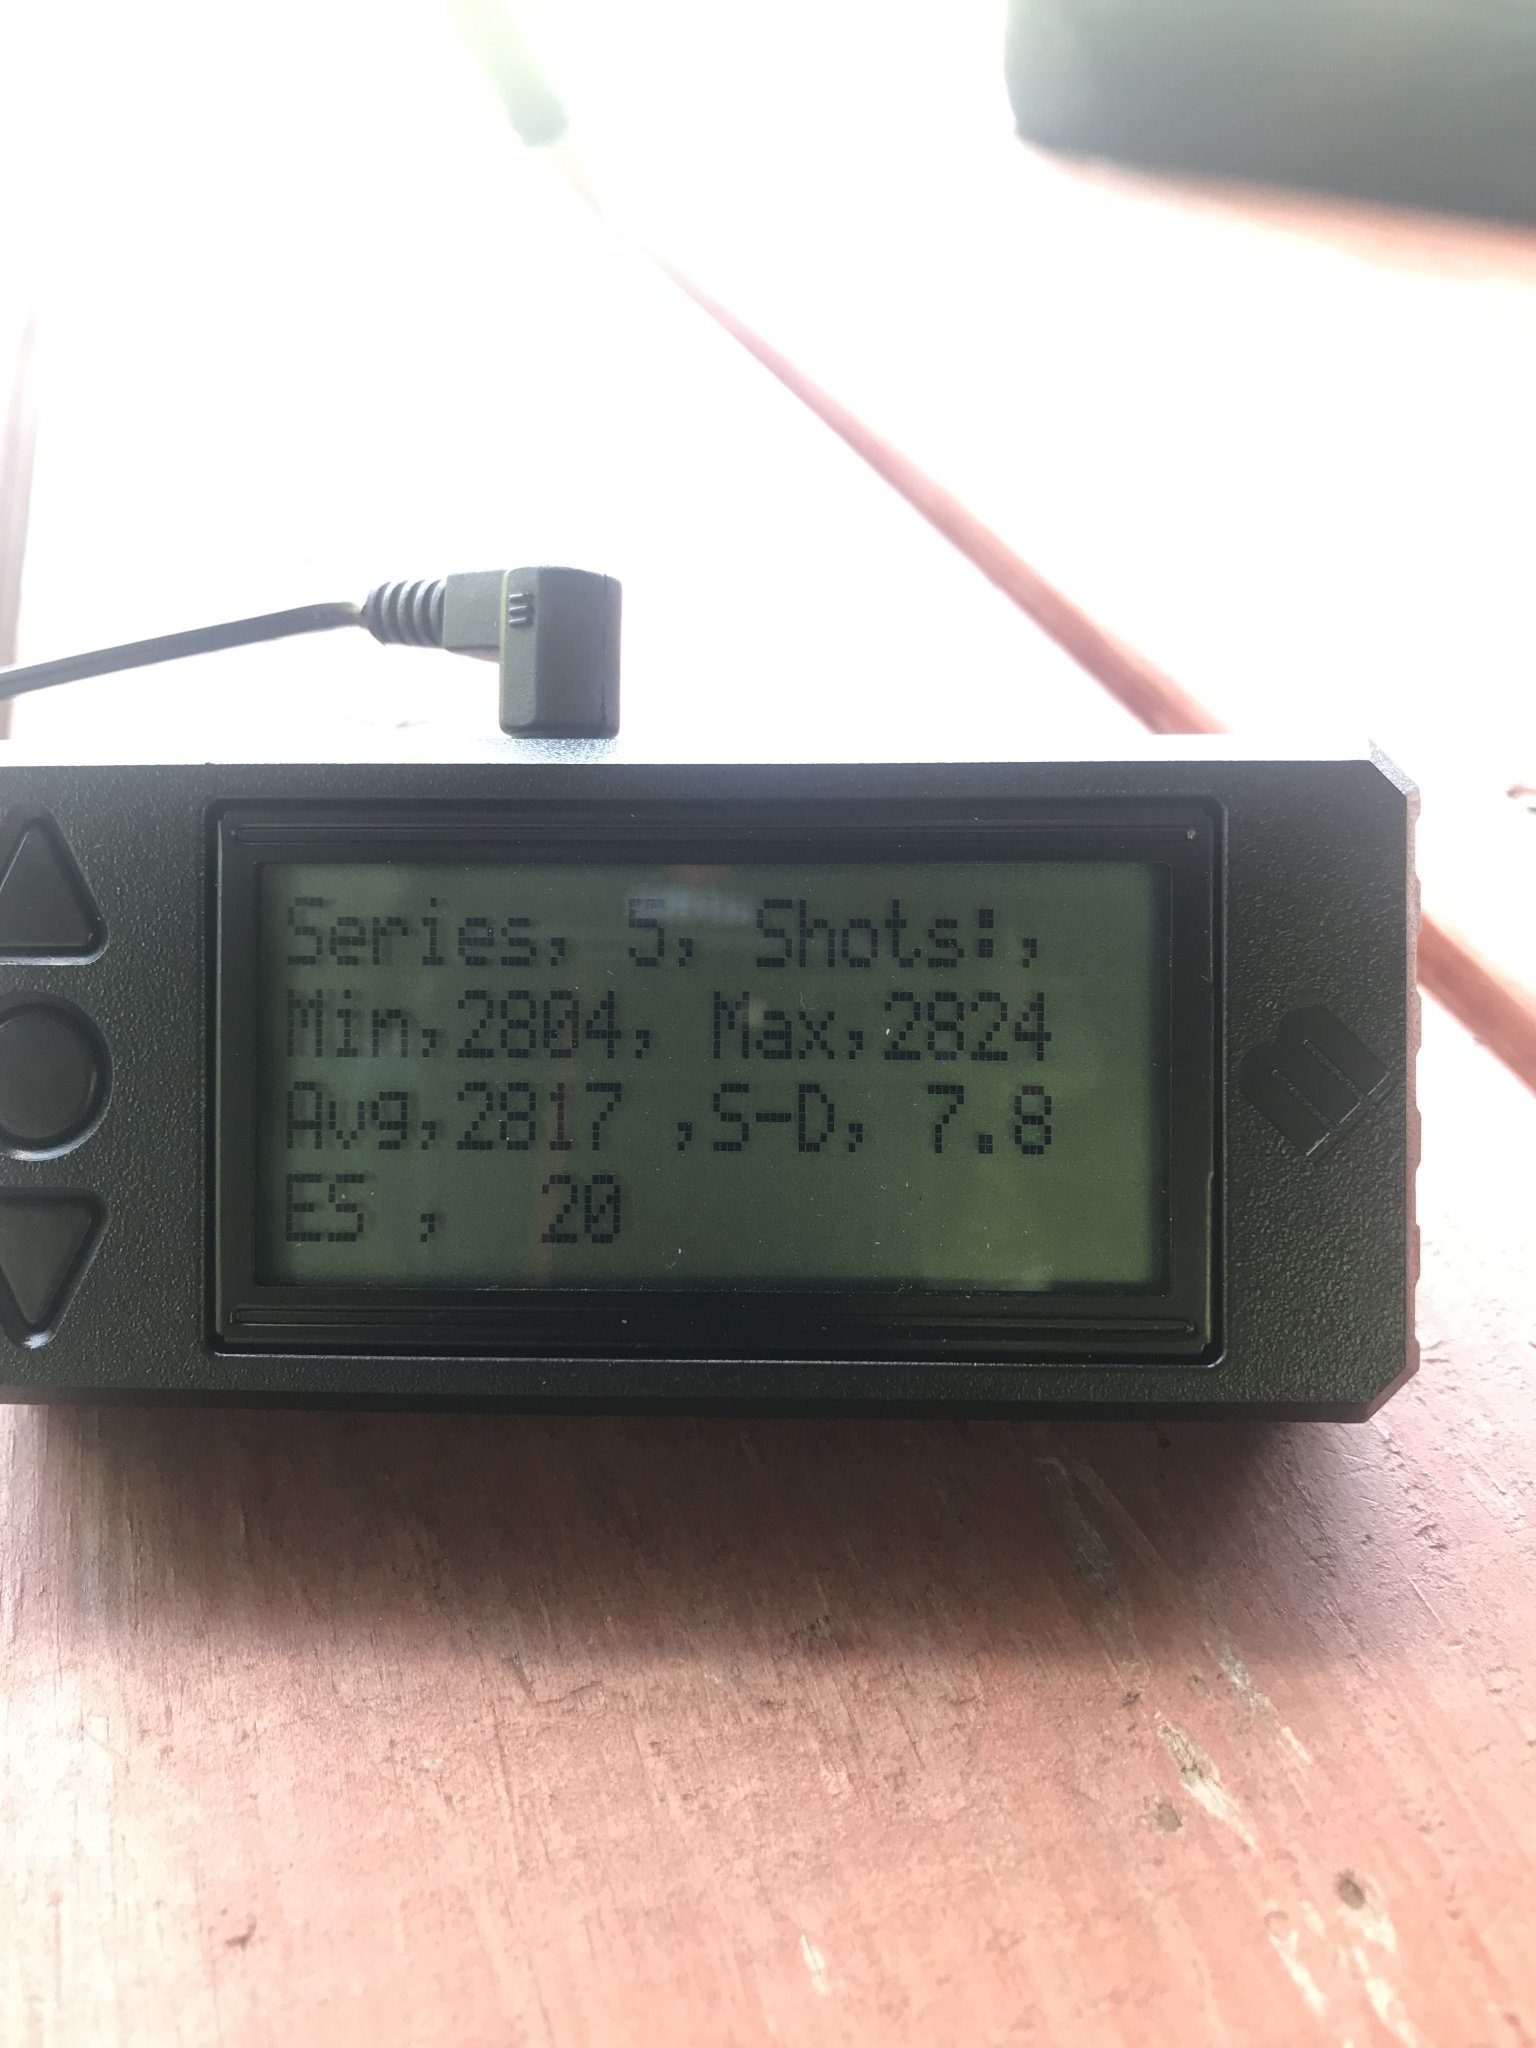 Series, 5, Shots:,
Min,2804, Max,2824
Avg,2817 ,S-D, 7.8
ES , 20